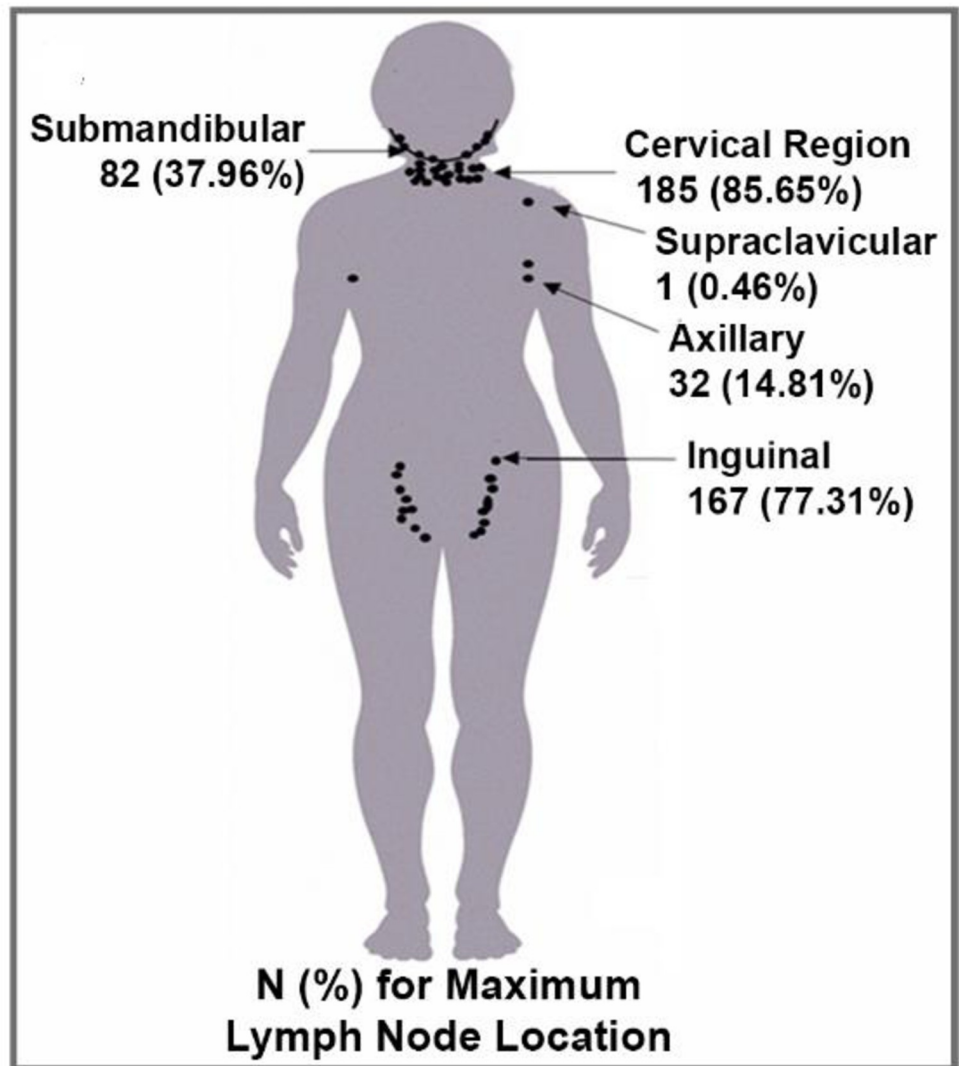 Submandibular
82 (37.96%)
Cervical Region
185 (85.65%)
Supraclavicular
1 (0.46%)
Axillary
32 (14.81%)
Inguinal
167 (77.31%)
N (%) for Maximum
Lymph Node Location